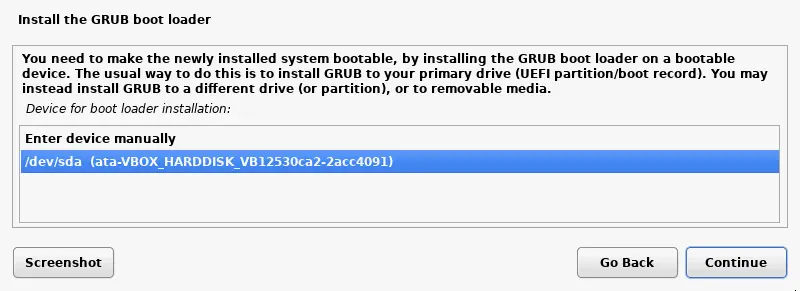 Install the GRUB boot loader
You need to make the newly installed system bootable, by installing the GRUB boot loader on a bootable
device. The usual way to do this is to install GRUB to your primary drive (UEFI partition/boot record). You may
instead install GRUB to a different drive (or partition), or to removable media.
Device for boot loader installation:
Enter device manually
/dev/sda (ata-VBOX_HARDDISK_VB12530ca2-2acc4091)
Screenshot
Go Back
Continue